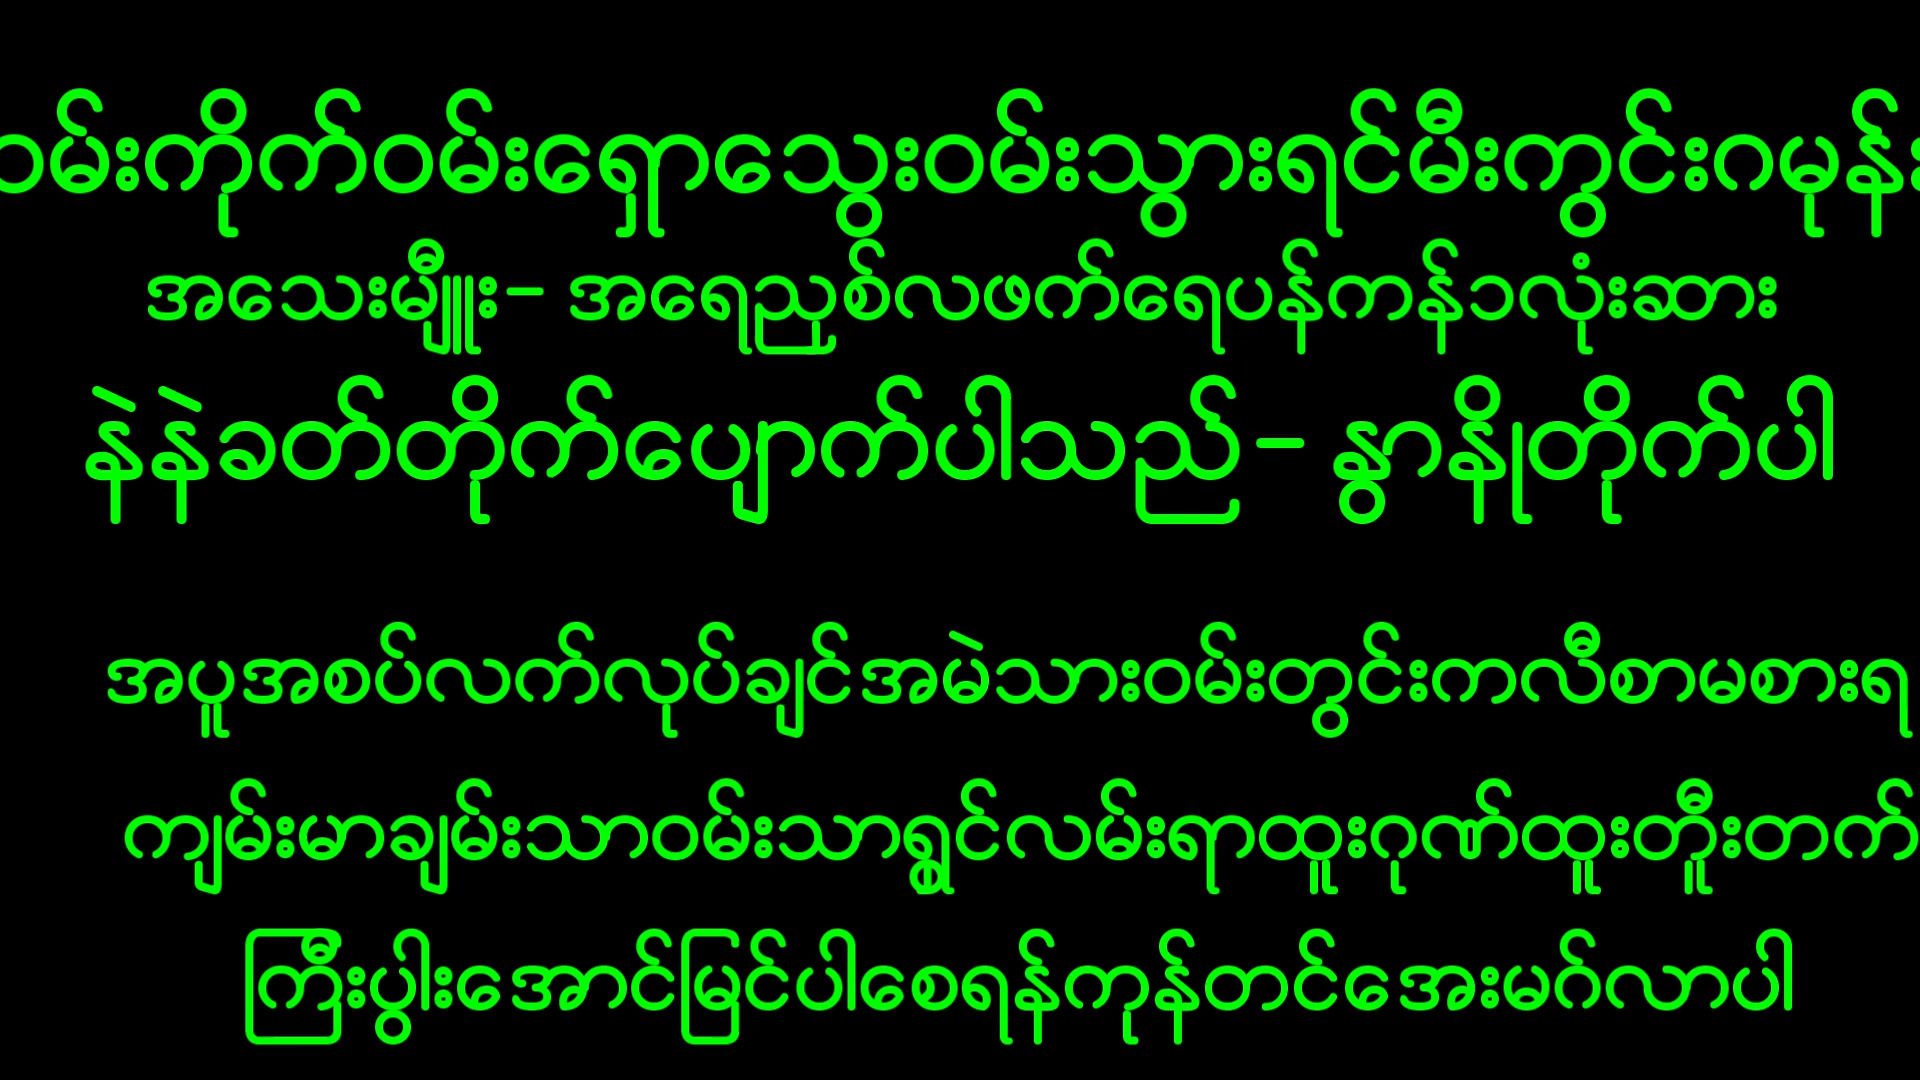 ဝမ်းကိုက်ဝမ်းရှောသွေးဝမ်းသွားရင်မီးကွင်းဂမုန်း
အသေးမျှီူး- အရေညှစ်လဖက်ရေပန်ကန်၁လုံးဆား
နဲနဲခတ်တိုက်ပျောက်ပါသည်- နွာနို့တိုက်ပါ
အပူအစပ်လက်လုပ်ချင်အမဲသားဝမ်းတွင်းကလီစာမစားရ
ကျမ်းမာချမ်းသာဝမ်းသာရွှင်လမ်းရာထူးဂုဏ်ထူးတိူးတက်
ကြီးပွါးအောင်မြင်ပါစေရန်ကုန်တင်အေးမင်္ဂလာပါ